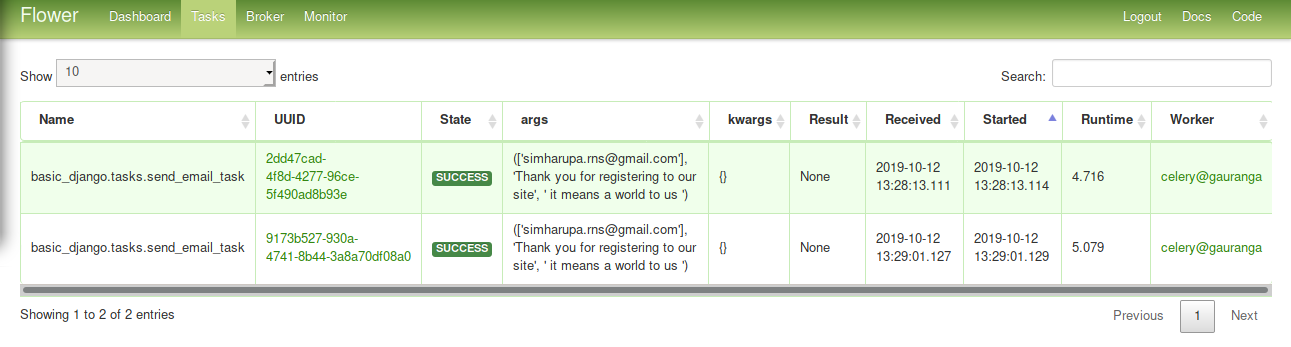 Flower Dashboard Tasks Broker Monitor Logout Docs Code
Show 10 entries Search:
Name UUID State args kwargs Result Received Started Runtime Worker
basic_django.tasks.send_email_task 2dd47cad-4f8d-4277-96ce-5f490ad8b93e SUCCESS (['simharupa.rns@gmail.com'], 'Thank you for registering to our site', ' it means a world to us ') {} None 2019-10-12 13:28:13.111 2019-10-12 13:28:13.114 4.716 celery@gauranga
basic_django.tasks.send_email_task 9173b527-930a-4741-8b44-3a8a70df08a0 SUCCESS (['simharupa.rns@gmail.com'], 'Thank you for registering to our site', ' it means a world to us ') {} None 2019-10-12 13:29:01.127 2019-10-12 13:29:01.129 5.079 celery@gauranga
Showing 1 to 2 of 2 entries Previous 1 Next